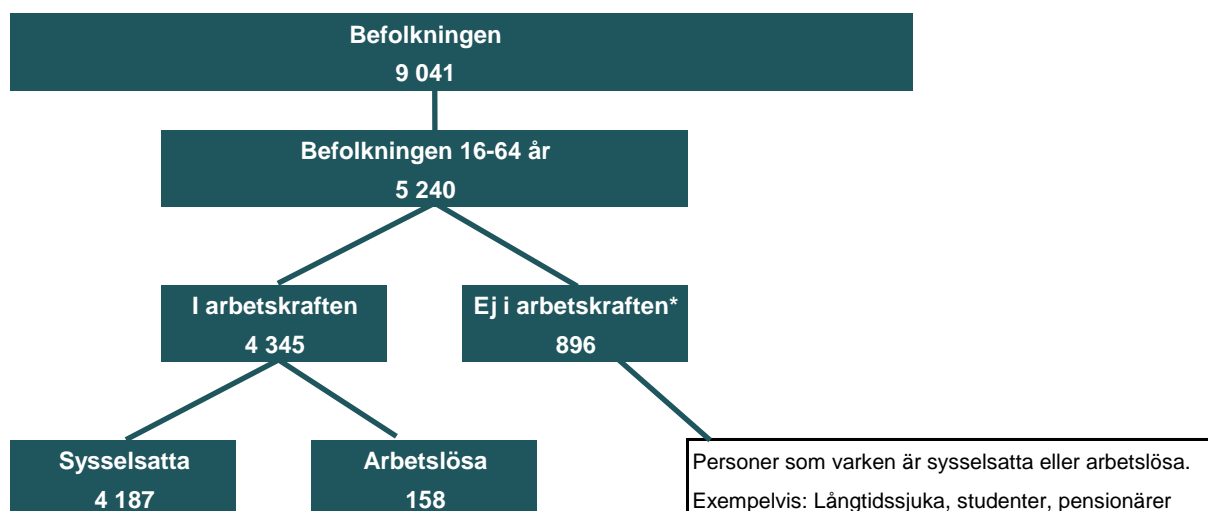 Befolkningen
9 041
Befolkningen 16-64 år
5 240
I arbetskraften
4 345
Ej i arbetskraften*
896
Sysselsatta
4 187
Arbetslösa
158
Personer som varken är sysselsatta eller arbetslösa.
Exempelvis: Långtidssjuka, studenter, pensionärer